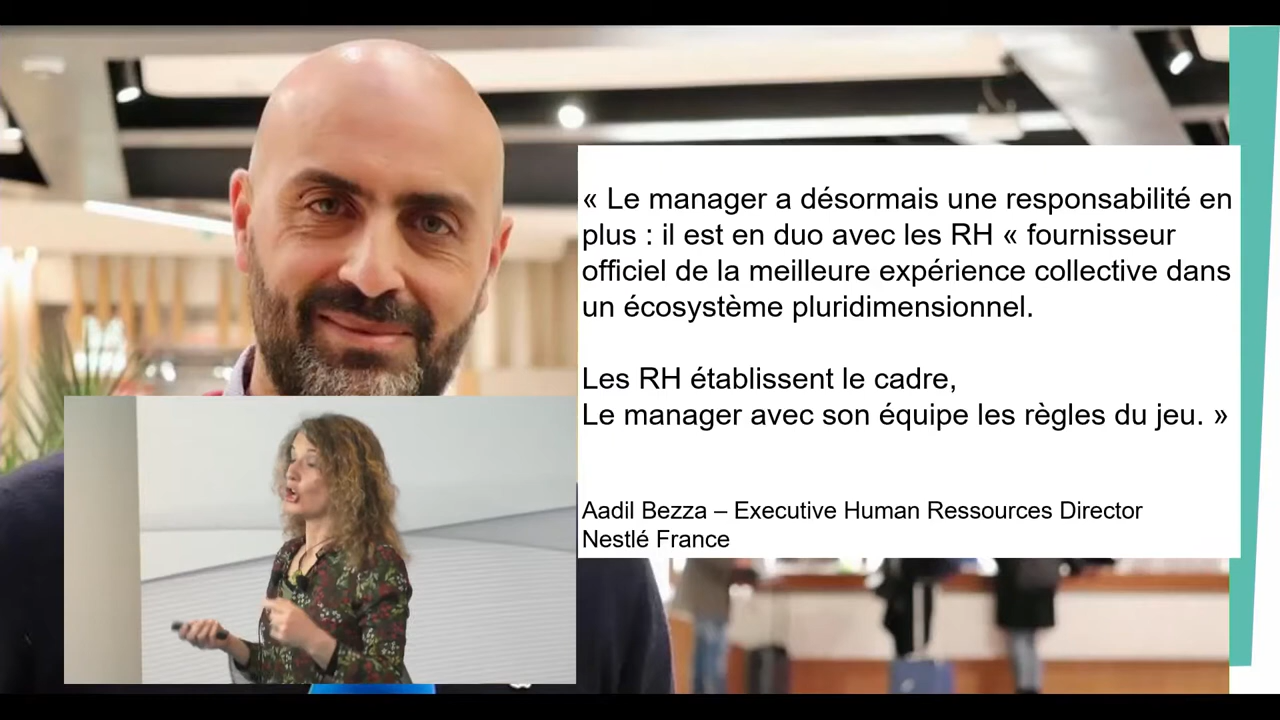 « Le manager a désormais une responsabilité en
plus : il est en duo avec les RH « fournisseur
officiel de la meilleure expérience collective dans
un écosystème pluridimensionnel.
Les RH établissent le cadre,
Le manager avec son équipe les règles du jeu. »
Aadil Bezza – Executive Human Ressources Director
Nestlé France